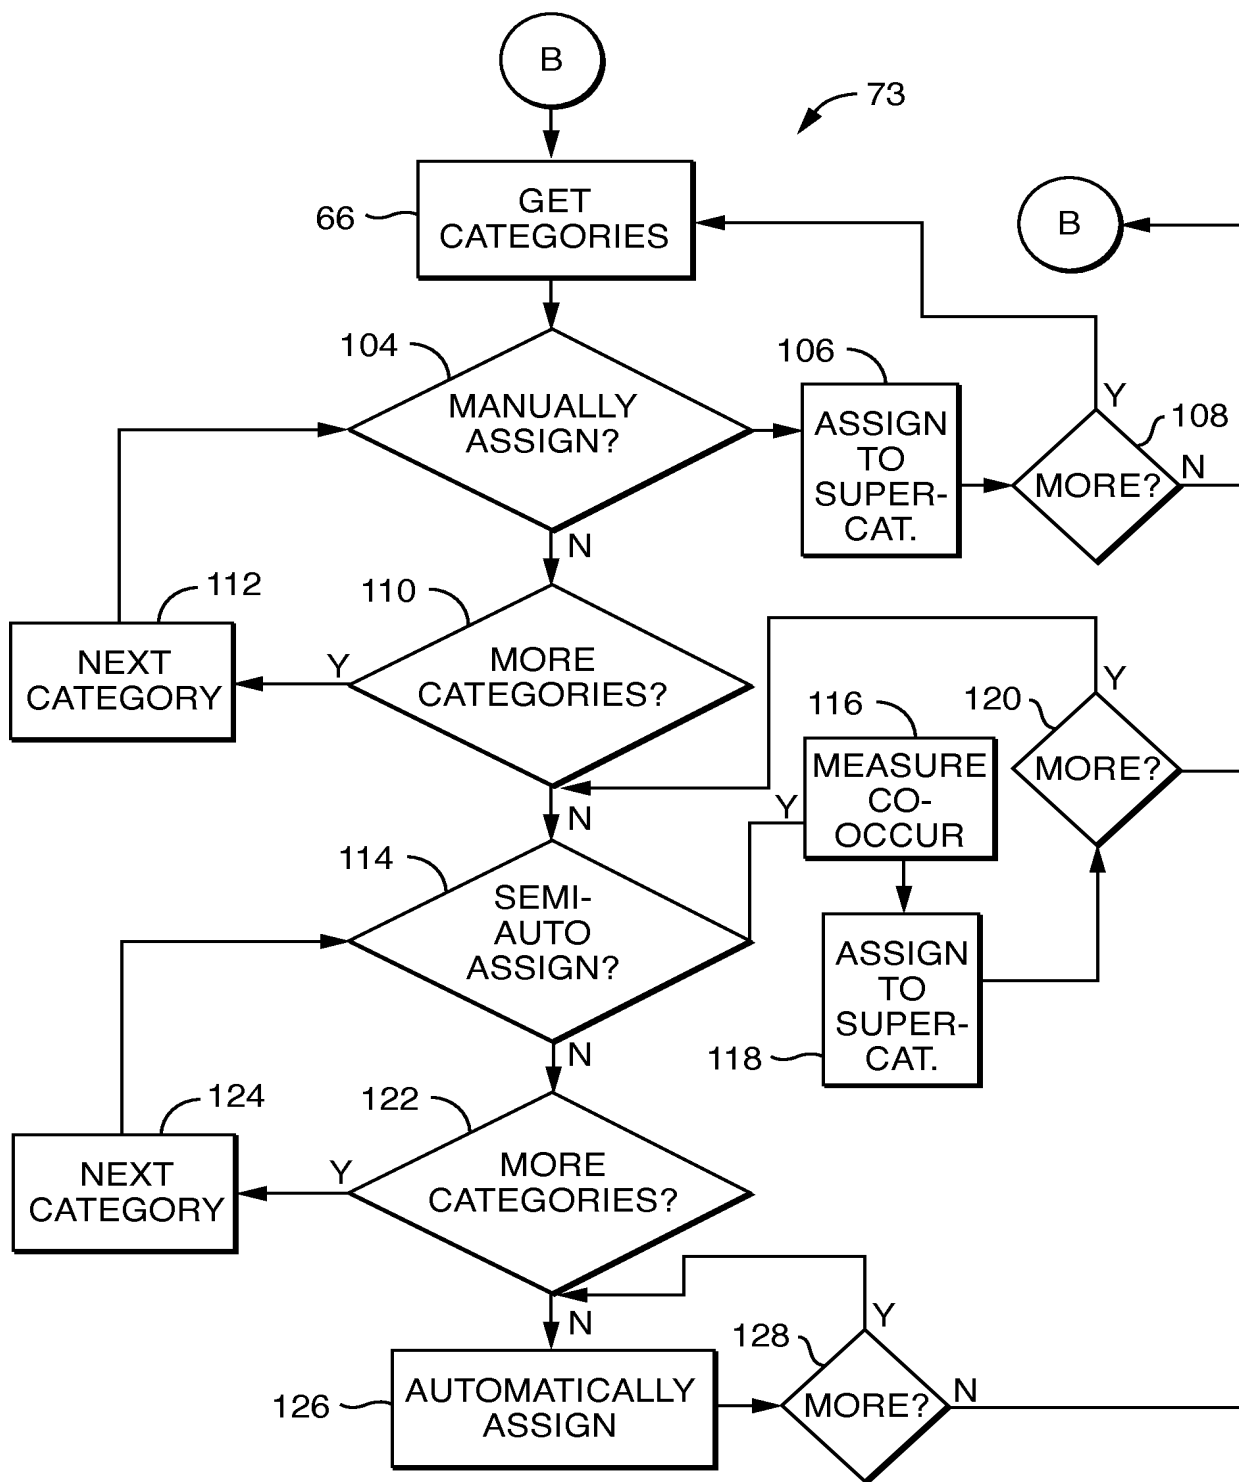 B
73
66
GET
CATEGORIES
B
104
MANUALLY
ASSIGN?
106
ASSIGN
TO
SUPER-
CAT.
Y
108
MORE?
N
N
112
NEXT
CATEGORY
110
Y
MORE
CATEGORIES?
116
MEASURE
CO-
OCCUR
Y
120
Y
MORE?
N
114
SEMI-
AUTO
ASSIGN?
ASSIGN
TO
SUPER-
CAT.
118
N
124
NEXT
CATEGORY
122
Y
MORE
CATEGORIES?
N
126
AUTOMATICALLY
ASSIGN
128
Y
MORE?
N